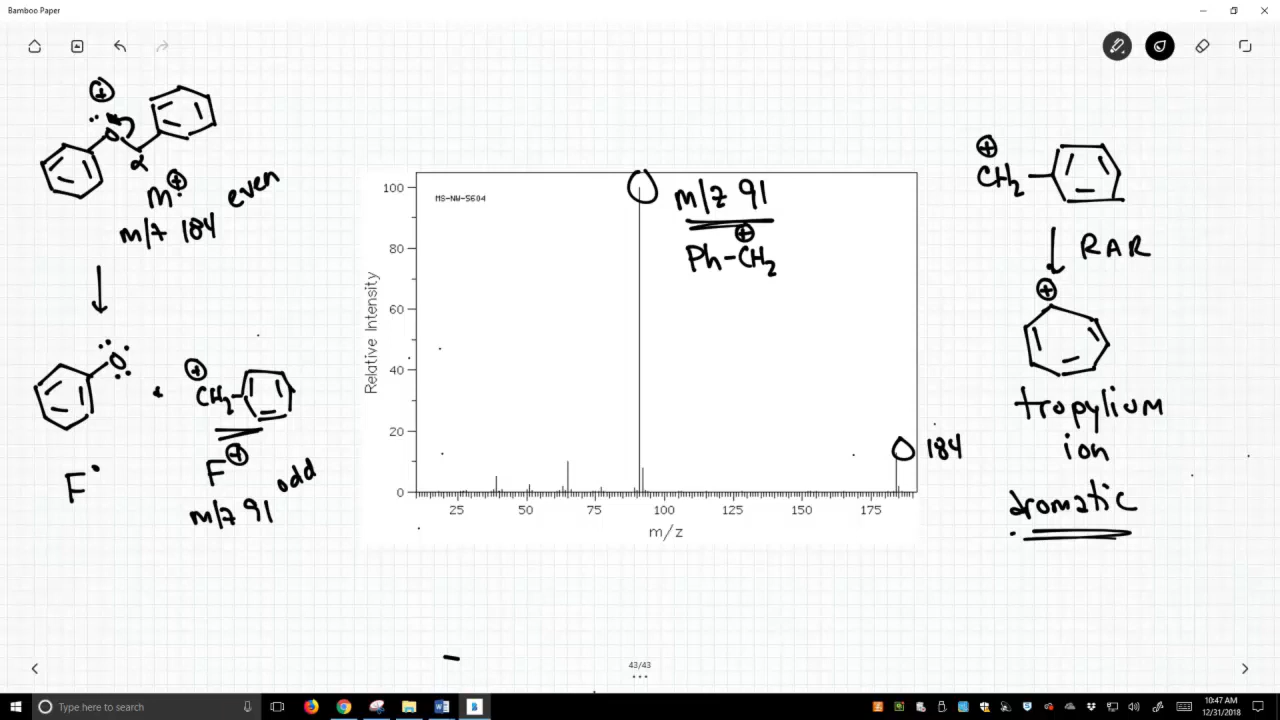 Bamboo Paper
⊕
O
α
M⊕.
even
m/z 184
O
+
⊕
CH2
F•
F⊕
odd
m/z 91
MS-NW-5604
100
80
60
40
20
0
Relative Intensity
25
50
75
100
125
150
175
m/z
m/z 91
⊕
Ph-CH2
184
⊕
CH2
RAR
⊕
tropylium
ion
aromatic
43/43
Type here to search
10:47 AM
12/31/2018